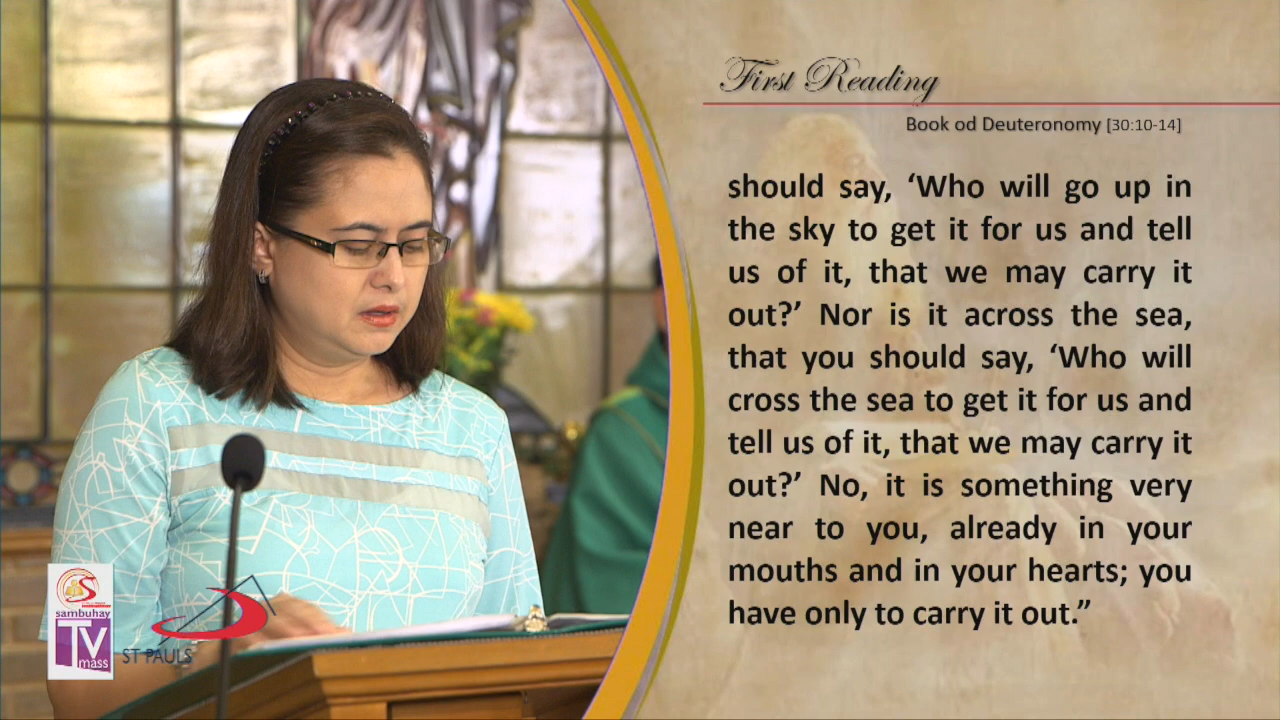 First Reading
Book od Deuteronomy [30:10-14]
should say, ‘Who will go up in
the sky to get it for us and tell
us of it, that we may carry it
out?’ Nor is it across the sea,
that you should say, ‘Who will
cross the sea to get it for us and
tell us of it, that we may carry it
out?’ No, it is something very
near to you, already in your
mouths and in your hearts; you
have only to carry it out.”
sambuhay
TV
mass
ST PAULS